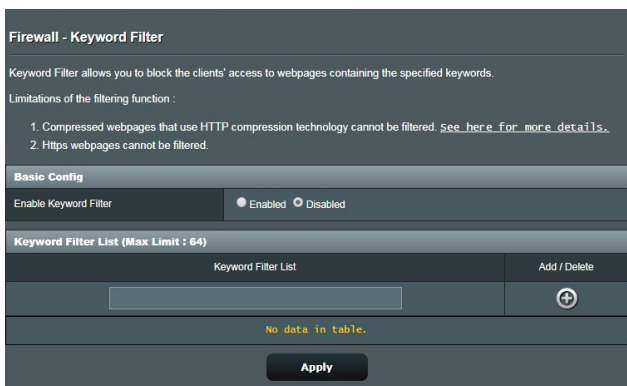 Firewall - Keyword Filter
Keyword Filter allows you to block the clients' access to webpages containing the specified keywords.
Limitations of the filtering function :
1. Compressed webpages that use HTTP compression technology cannot be filtered. See here for more details.
2. Https webpages cannot be filtered.
Basic Config
Enable Keyword Filter Enabled Disabled
Keyword Filter List (Max Limit : 64)
Keyword Filter List Add / Delete
No data in table.
Apply